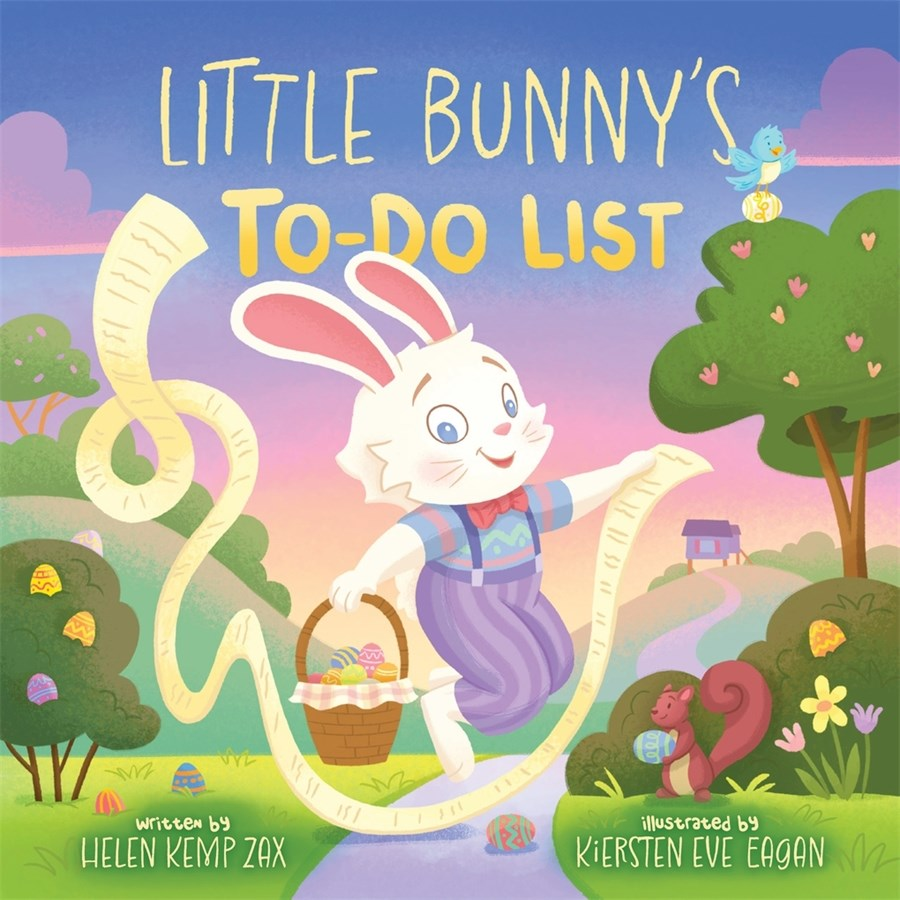 LITTLE BUNNY'S
TO-DO LIST
written by
HELEN KEMP ZAX
illustrated by
KIERSTEN EVE EAGAN